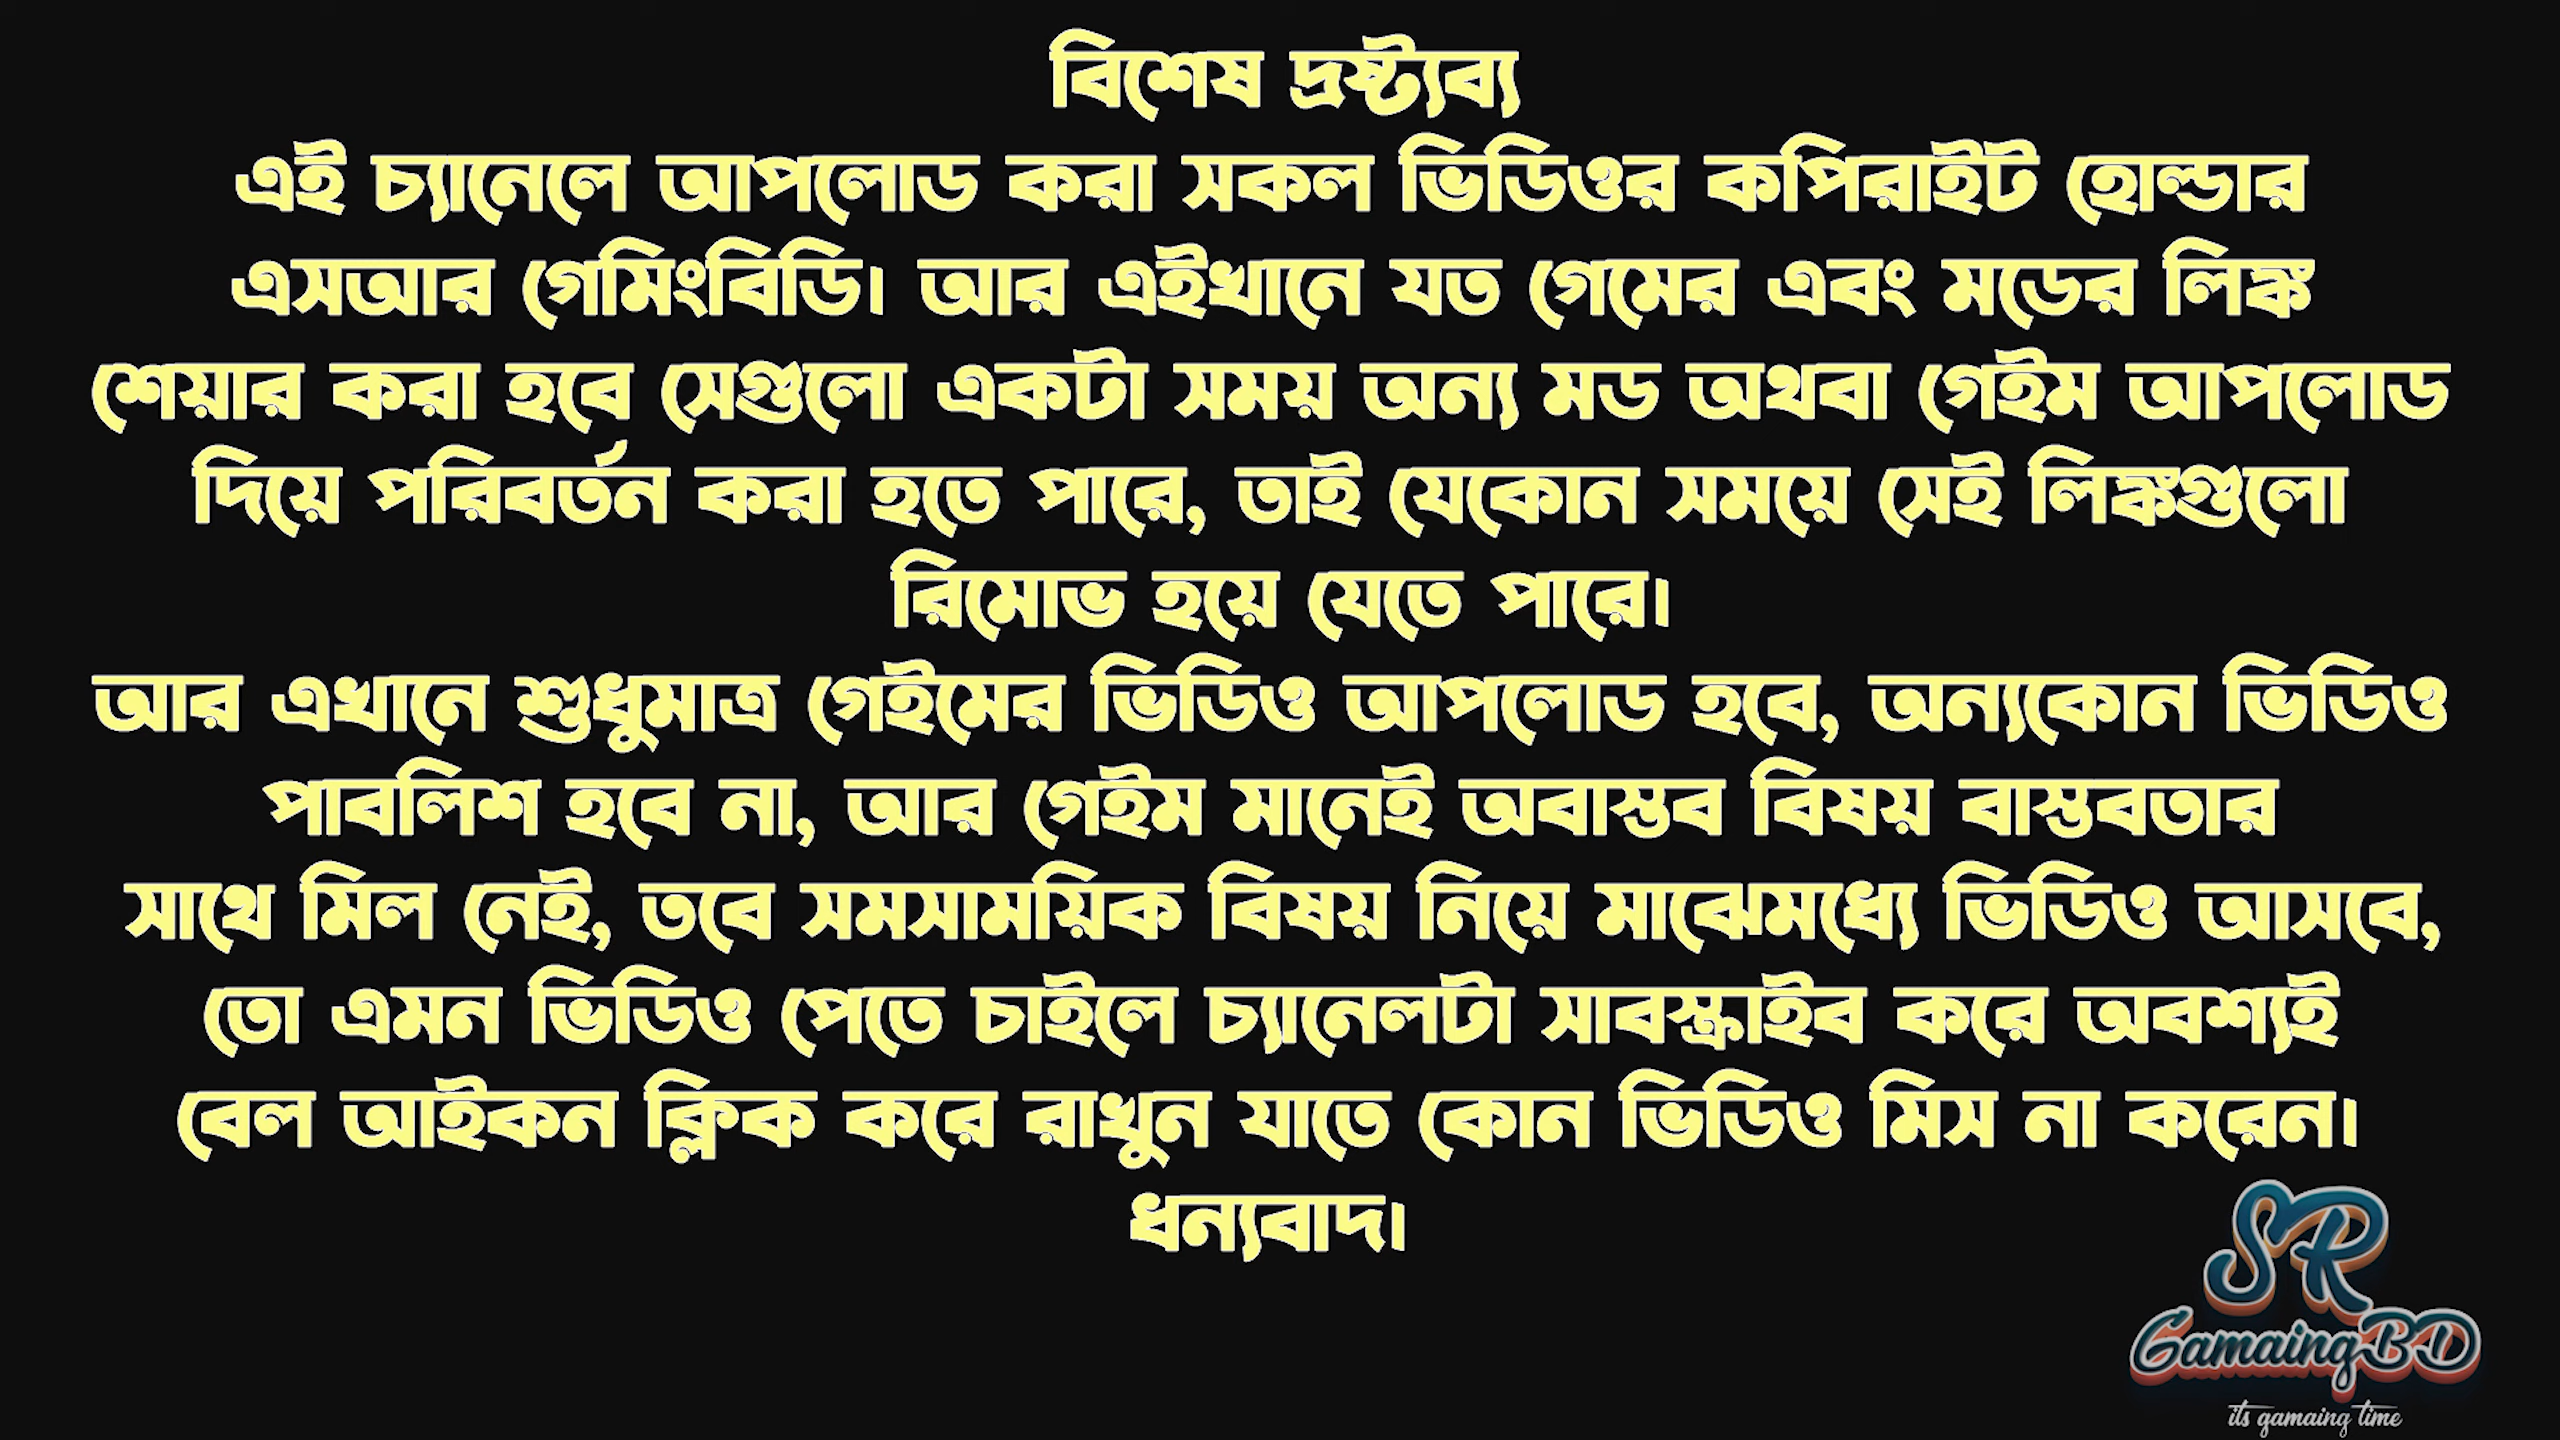 বিশেষ দ্রষ্ট্যব্য
এই চ্যানেলে আপলোড করা সকল ভিডিওর কপিরাইট হোল্ডার
এসআর গেমিংবিডি। আর এইখানে যত গেমের এবং মডের লিঙ্ক
শেয়ার করা হবে সেগুলো একটা সময় অন্য মড অথবা গেইম আপলোড
দিয়ে পরিবর্তন করা হতে পারে, তাই যেকোন সময়ে সেই লিঙ্কগুলো
রিমোভ হয়ে যেতে পারে।
আর এখানে শুধুমাত্র গেইমের ভিডিও আপলোড হবে, অন্যকোন ভিডিও
পাবলিশ হবে না, আর গেইম মানেই অবাস্তব বিষয় বাস্তবতার
সাথে মিল নেই, তবে সমসাময়িক বিষয় নিয়ে মাঝেমধ্যে ভিডিও আসবে,
তো এমন ভিডিও পেতে চাইলে চ্যানেলটা সাবস্ক্রাইব করে অবশ্যই
বেল আইকন ক্লিক করে রাখুন যাতে কোন ভিডিও মিস না করেন।
ধন্যবাদ।
SR
GamaingBD
its gamaing time